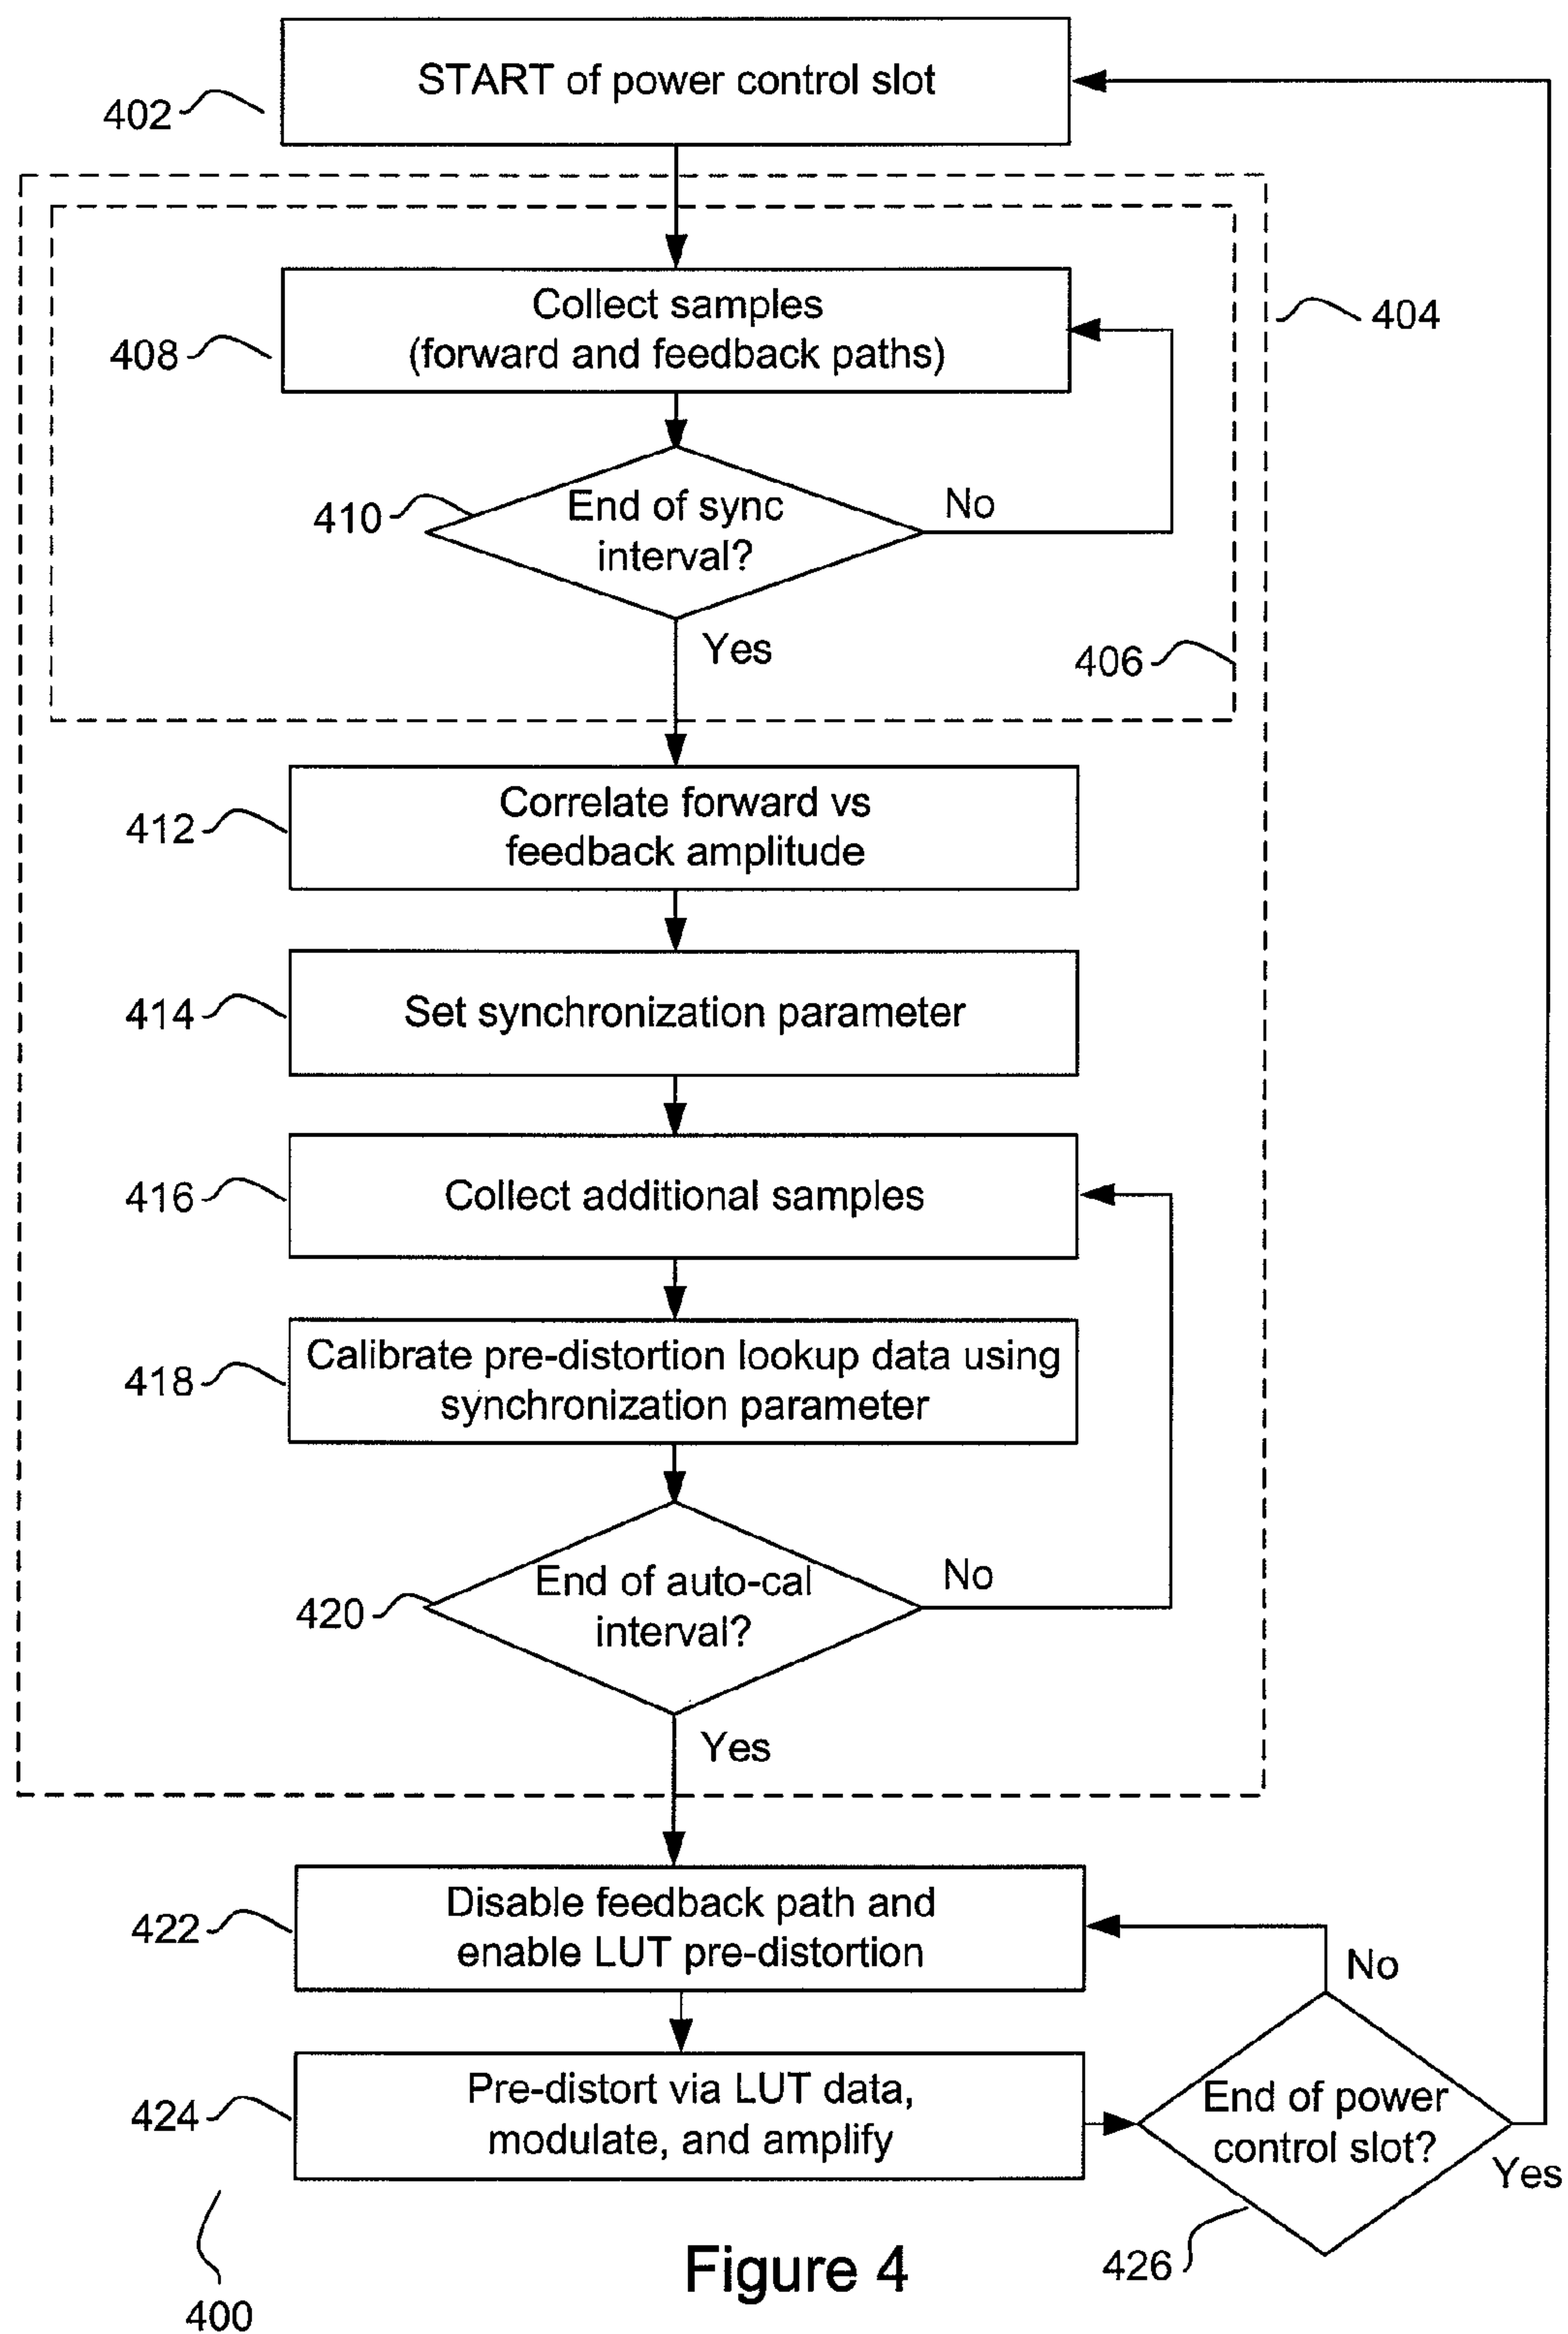 START of power control slot
402
Collect samples
(forward and feedback paths)
404
408
End of sync
interval?
No
410
Yes
406
Correlate forward vs
feedback amplitude
412
Set synchronization parameter
414
Collect additional samples
416
Calibrate pre-distortion lookup data using
synchronization parameter
418
End of auto-cal
interval?
No
420
Yes
Disable feedback path and
enable LUT pre-distortion
422
No
Pre-distort via LUT data,
modulate, and amplify
424
End of power
control slot?
Yes
426
Figure 4
400